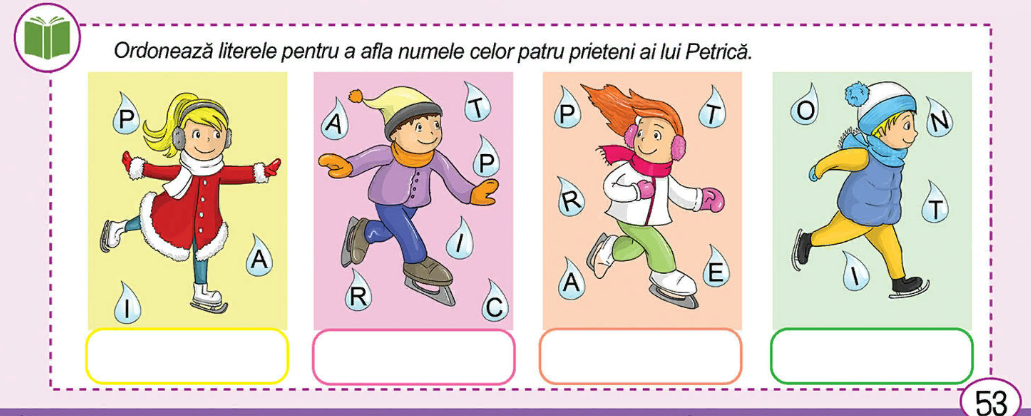 Ordonează literele pentru a afla numele celor patru prieteni ai lui Petrică.
P
A
I
A
T
P
I
R
C
P
T
R
A
E
O
N
T
I
53